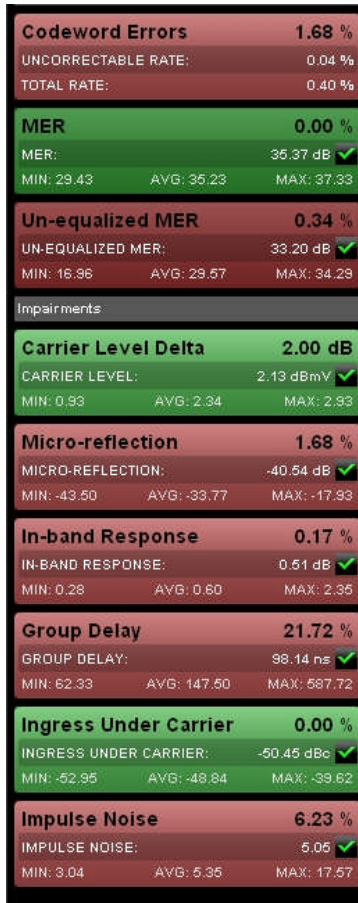 Codeword Errors 1.68 %
UNCORRECTABLE RATE: 0.04 %
TOTAL RATE: 0.40 %
MER 0.00 %
MER: 35.37 dB
MIN: 29.43 AVG: 35.23 MAX: 37.33
Un-equalized MER 0.34 %
UN-EQUALIZED MER: 33.20 dB
MIN: 16.96 AVG: 29.57 MAX: 34.29
Impairments
Carrier Level Delta 2.00 dB
CARRIER LEVEL: 2.13 dBmV
MIN: 0.93 AVG: 2.34 MAX: 2.93
Micro-reflection 1.68 %
MICRO-REFLECTION: -40.54 dB
MIN: -43.50 AVG: -33.77 MAX: -17.93
In-band Response 0.17 %
IN-BAND RESPONSE: 0.51 dB
MIN: 0.28 AVG: 0.60 MAX: 2.35
Group Delay 21.72 %
GROUP DELAY: 98.14 ns
MIN: 62.33 AVG: 147.50 MAX: 587.72
Ingress Under Carrier 0.00 %
INGRESS UNDER CARRIER: -50.45 dBc
MIN: -52.95 AVG: -48.84 MAX: -39.62
Impulse Noise 6.23 %
IMPULSE NOISE: 5.05
MIN: 3.04 AVG: 5.35 MAX: 17.57